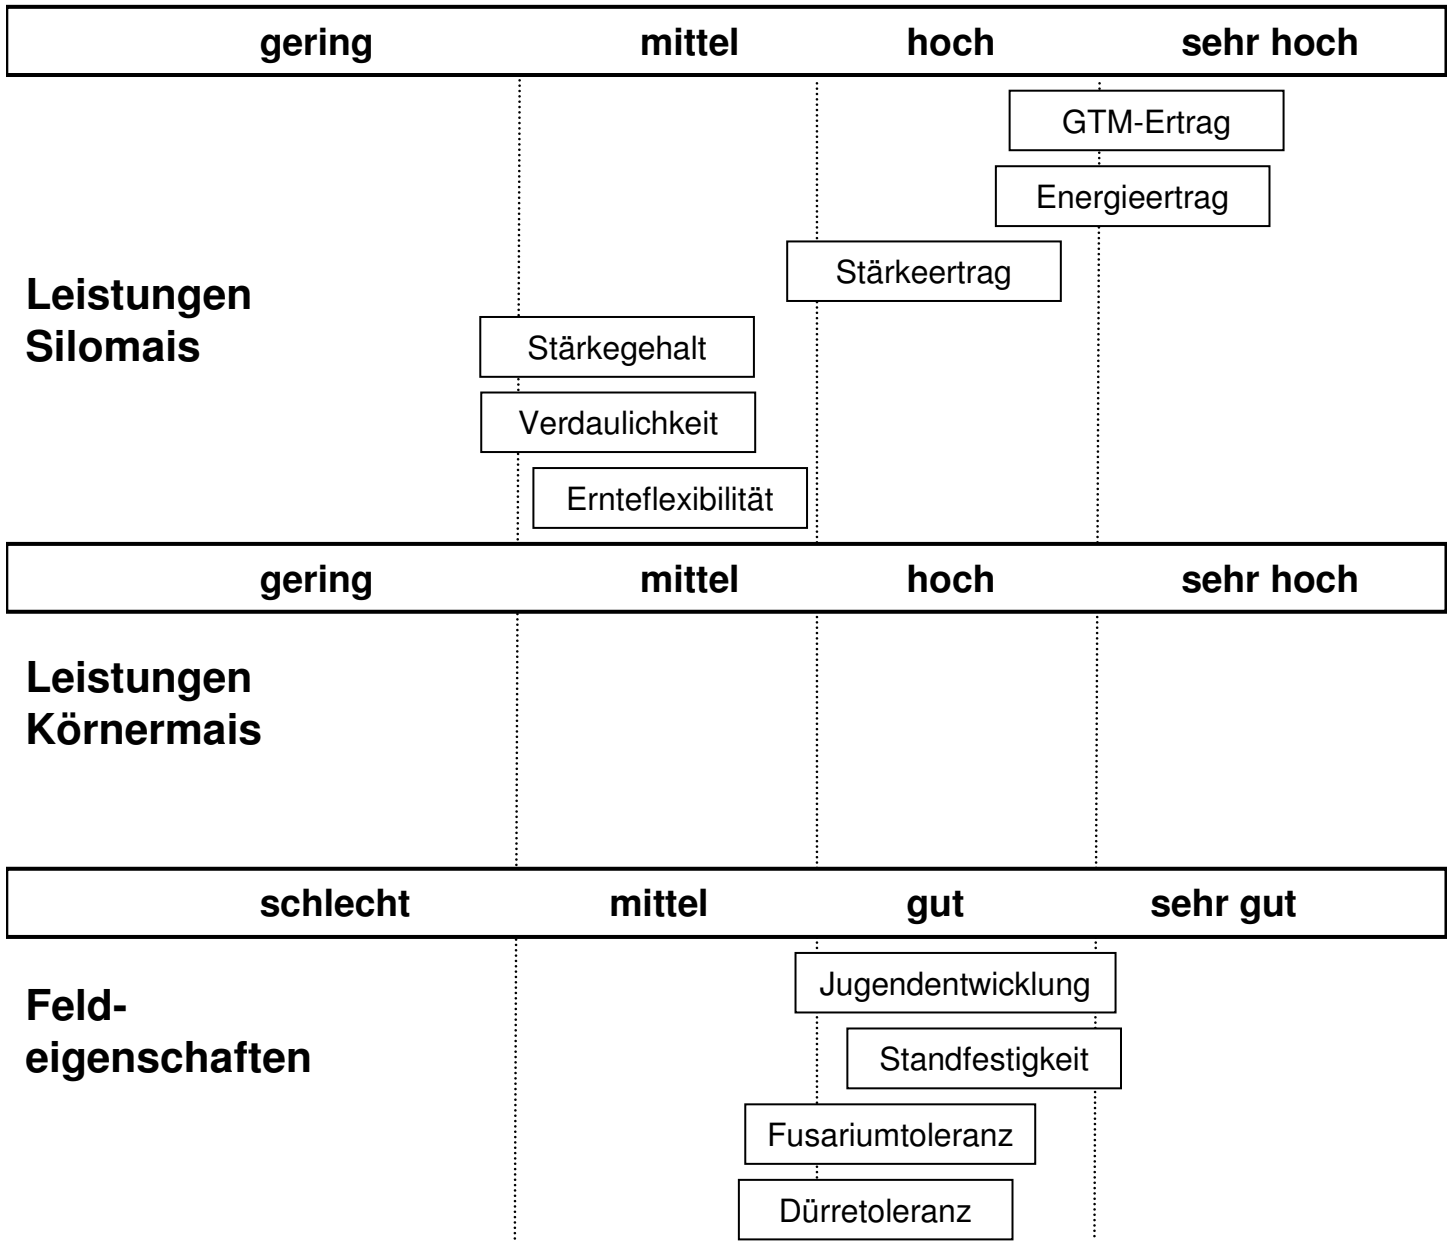 gering mittel hoch sehr hoch
GTM-Ertrag
Energieertrag
Stärkeertrag
Leistungen
Silomais
Stärkegehalt
Verdaulichkeit
Ernteflexibilität
gering mittel hoch sehr hoch
Leistungen
Körnermais
schlecht mittel gut sehr gut
Jugendentwicklung
Feld-
eigenschaften
Standfestigkeit
Fusariumtoleranz
Dürretoleranz